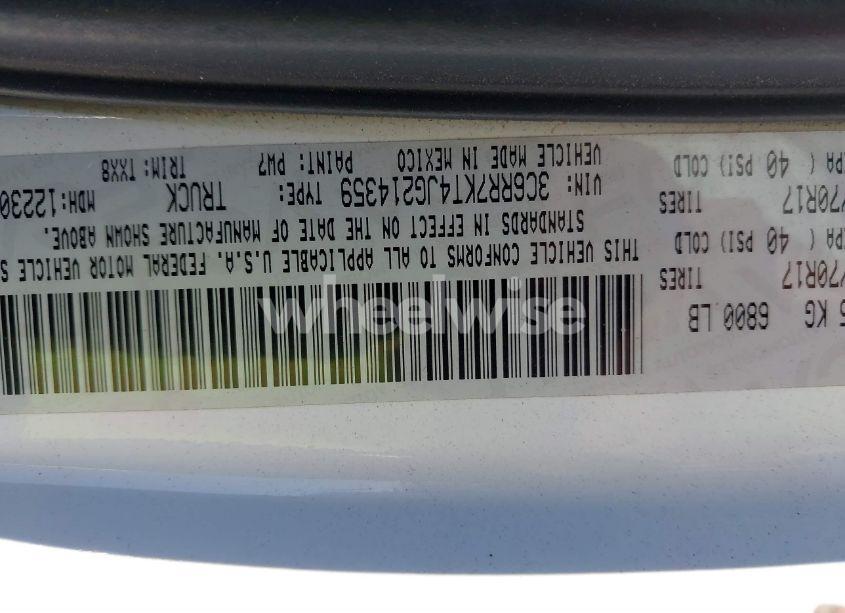 5 KG 6800 LB
/70R17 TIRES
PA ( 40 PSI) COLD
/70R17 TIRES
PA ( 40 PSI) COLD
THIS VEHICLE CONFORMS TO ALL APPLICABLE U.S.A. FEDERAL MOTOR VEHICLE S
STANDARDS IN EFFECT ON THE DATE OF MANUFACTURE SHOWN ABOVE.
VIN: 3C6RR7KT4JG214359 TYPE: TRUCK MDH:12230
VEHICLE MADE IN MEXICO PAINT: PW7 TRIM: TXX8
wheelwise